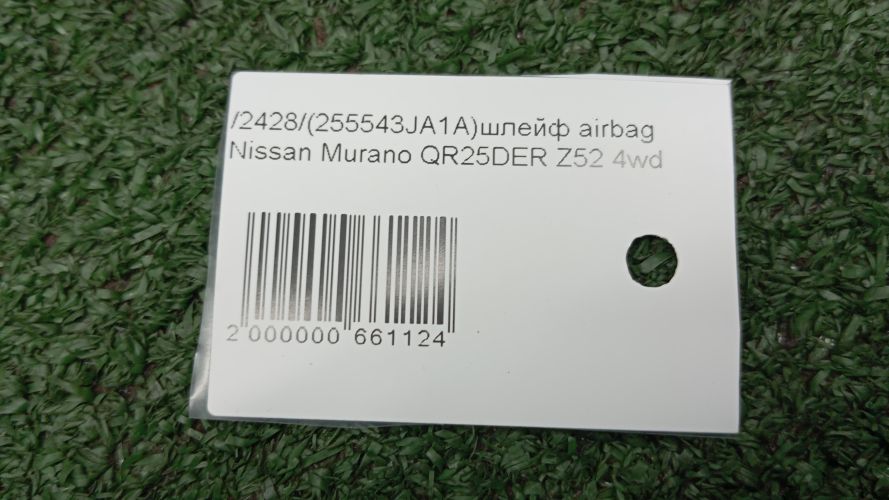 /2428/(255543JA1A)шлейф airbag
Nissan Murano QR25DER Z52 4wd
2 000000 661124